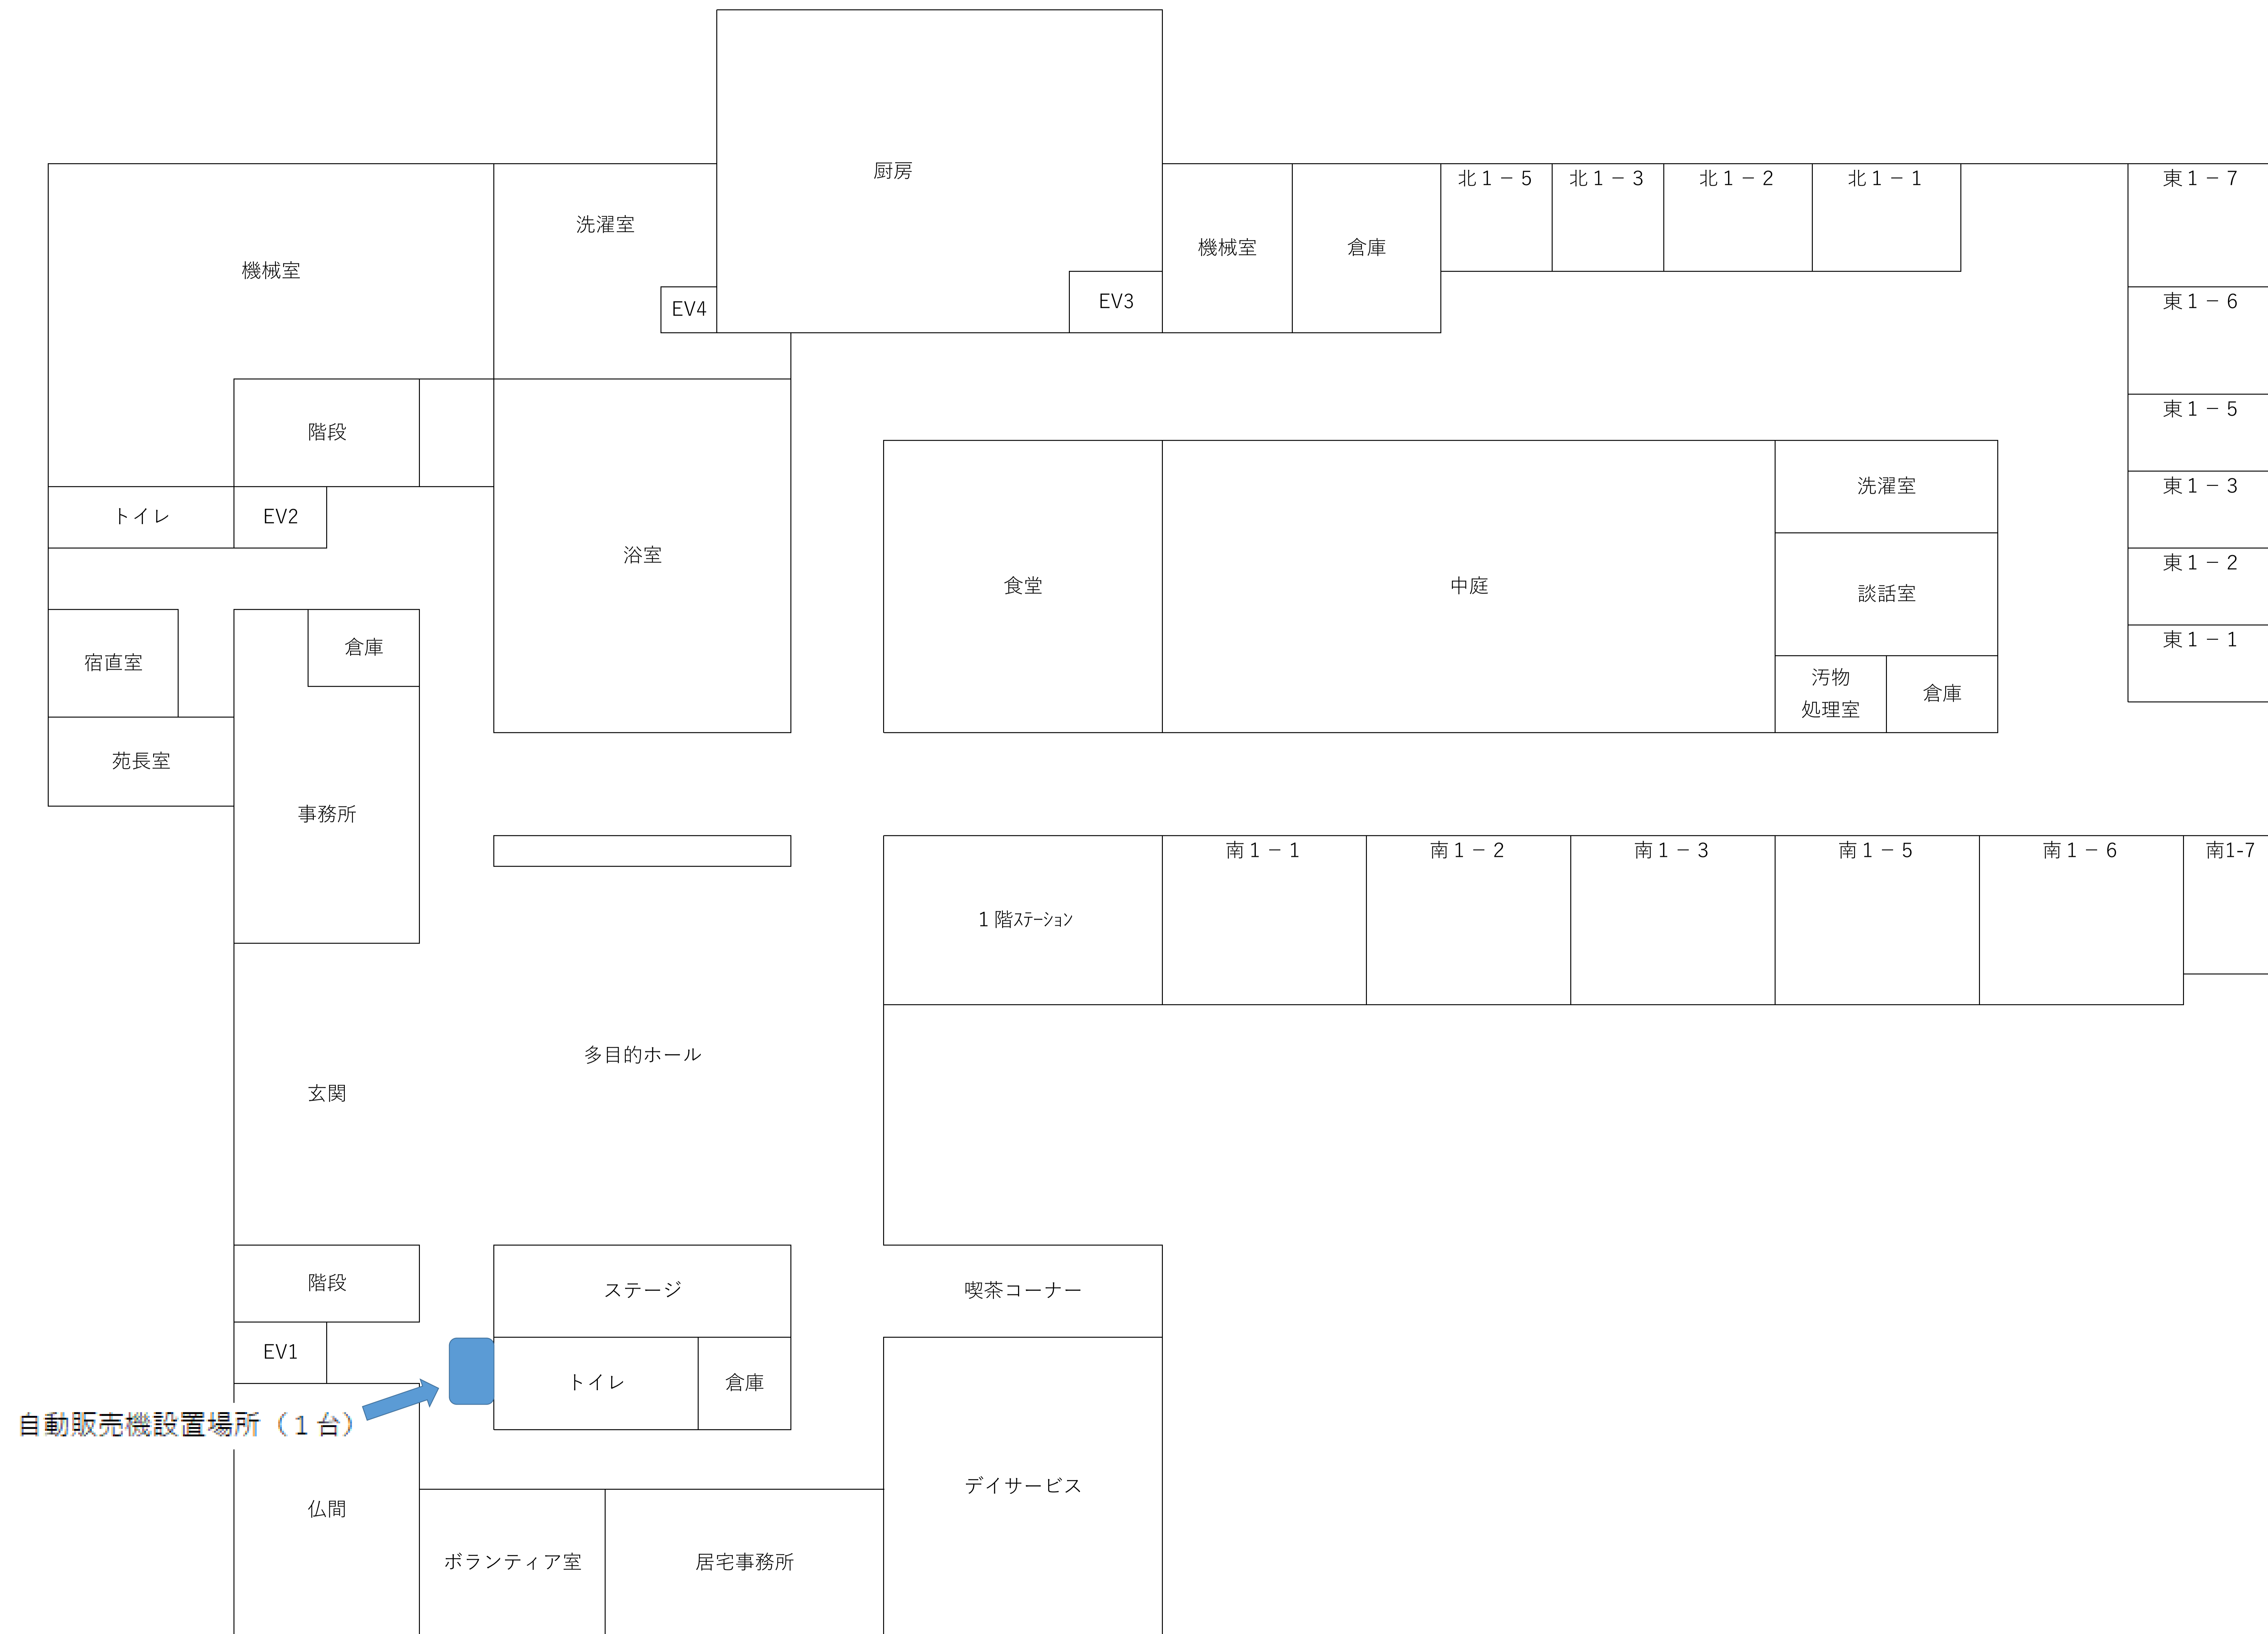 厨房
北１－５
北１－３
北１－２
北１－１
東１－７
洗濯室
機械室
倉庫
機械室
EV4
EV3
東１－６
東１－５
階段
洗濯室
東１－３
トイレ
EV2
浴室
食堂
中庭
東１－２
談話室
倉庫
宿直室
東１－１
汚物
処理室
倉庫
苑長室
事務所
南１－１
南１－２
南１－３
南１－５
南１－６
南1-7
１階ｽﾃｰｼｮﾝ
多目的ホール
玄関
階段
ステージ
喫茶コーナー
EV1
トイレ
倉庫
自動販売機設置場所（１台）
デイサービス
仏間
ボランティア室
居宅事務所